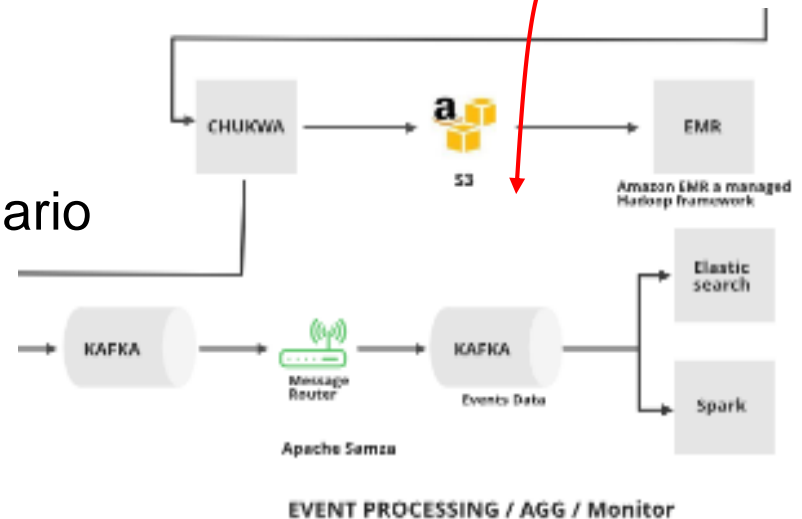 CHUKWA
a
S3
EMR
Amazon EMR a managed
Hadoop framework
ario
Elastic
search
KAFKA
Message
Router
KAFKA
Events Data
Spark
Apache Samza
EVENT PROCESSING / AGG / Monitor